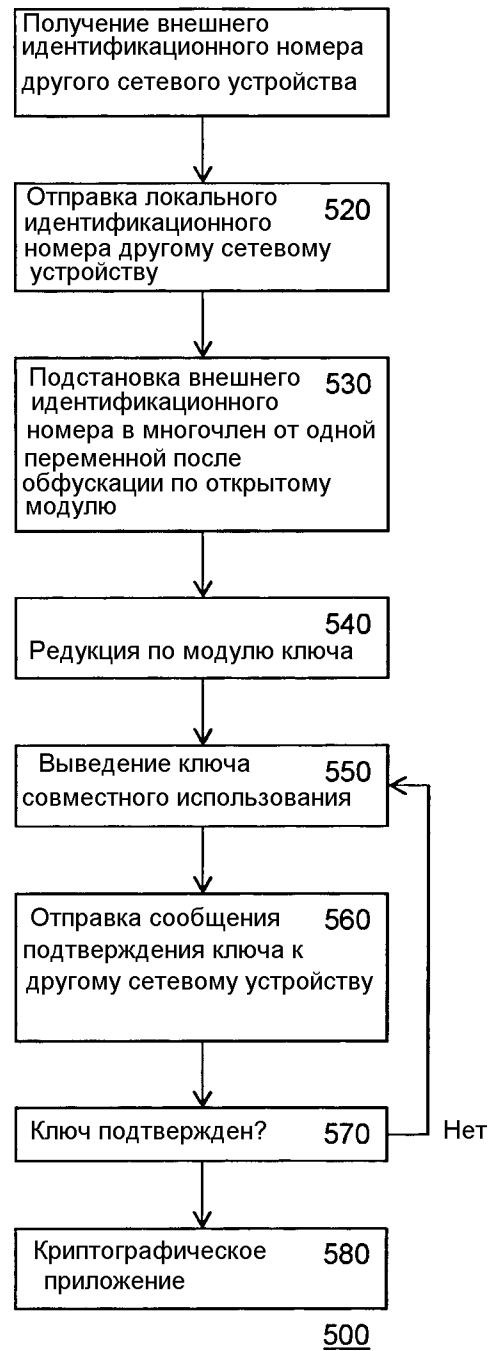 Получение внешнего
идентификационного номера
другого сетевого устройства
Отправка локального 520
идентификационного
номера другому сетевому
устройству
Подстановка внешнего 530
идентификационного
номера в многочлен от одной
переменной после
обфускации по открытому
модулю
540
Редукция по модулю ключа
Выведение ключа 550
совместного использования
Отправка сообщения 560
подтверждения ключа к
другому сетевому устройству
Ключ подтвержден? 570 Нет
Криптографическое 580
приложение
500